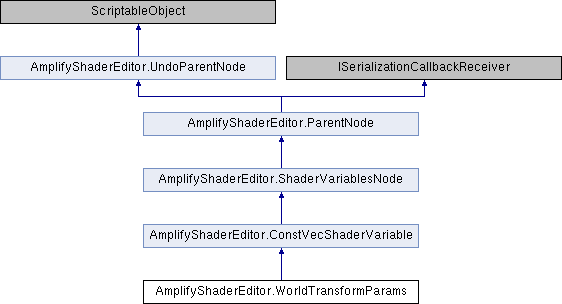 ScriptableObject
AmplifyShaderEditor.UndoParentNode
ISerializationCallbackReceiver
AmplifyShaderEditor.ParentNode
AmplifyShaderEditor.ShaderVariablesNode
AmplifyShaderEditor.ConstVecShaderVariable
AmplifyShaderEditor.WorldTransformParams